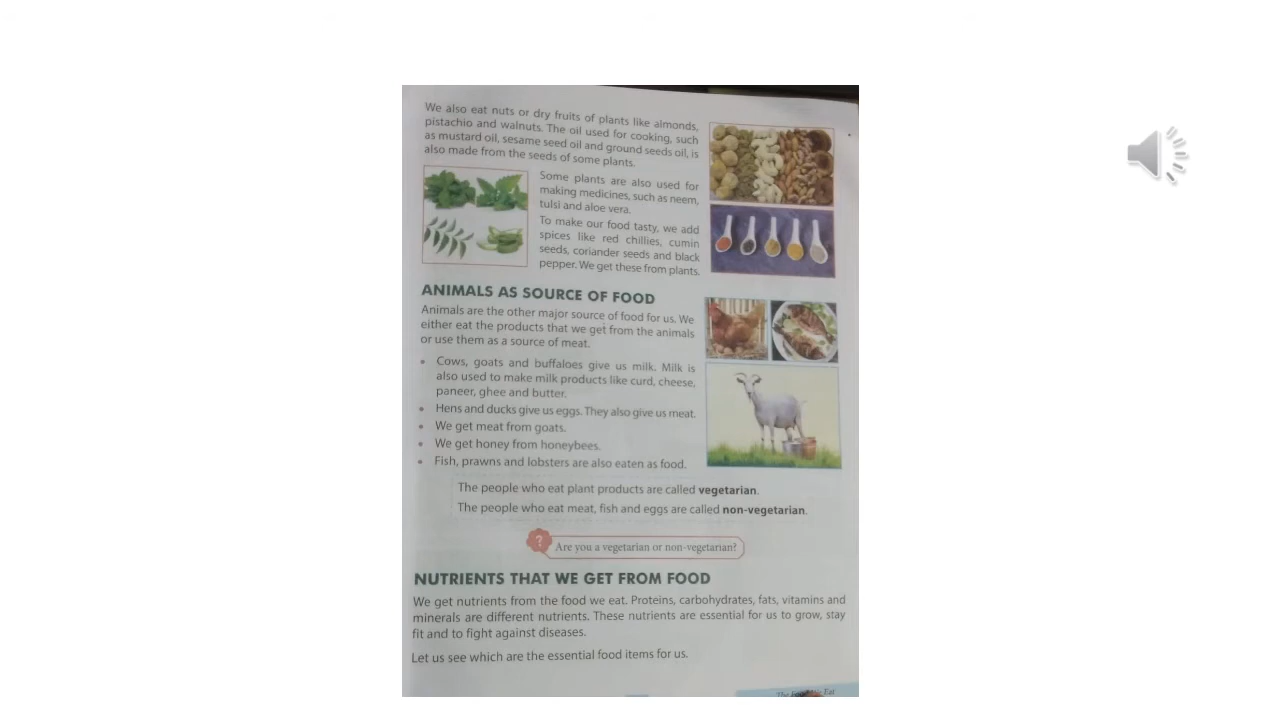 We also eat nuts or dry fruits of plants like almonds,
pistachio and walnuts. The oil used for cooking, such
as mustard oil, sesame seed oil and ground seeds oil, is
also made from the seeds of some plants.
Some plants are also used for
making medicines, such as neem,
tulsi and aloe vera.
To make our food tasty, we add
spices like red chillies, cumin
seeds, coriander seeds and black
pepper. We get these from plants.
ANIMALS AS SOURCE OF FOOD
Animals are the other major source of food for us. We
either eat the products that we get from the animals
or use them as a source of meat.
• Cows, goats and buffaloes give us milk. Milk is
also used to make milk products like curd, cheese,
paneer, ghee and butter.
• Hens and ducks give us eggs. They also give us meat.
• We get meat from goats.
• We get honey from honeybees.
• Fish, prawns and lobsters are also eaten as food.
The people who eat plant products are called vegetarian.
The people who eat meat, fish and eggs are called non-vegetarian.
? Are you a vegetarian or non-vegetarian?
NUTRIENTS THAT WE GET FROM FOOD
We get nutrients from the food we eat. Proteins, carbohydrates, fats, vitamins and
minerals are different nutrients. These nutrients are essential for us to grow, stay
fit and to fight against diseases.
Let us see which are the essential food items for us.
The Eat